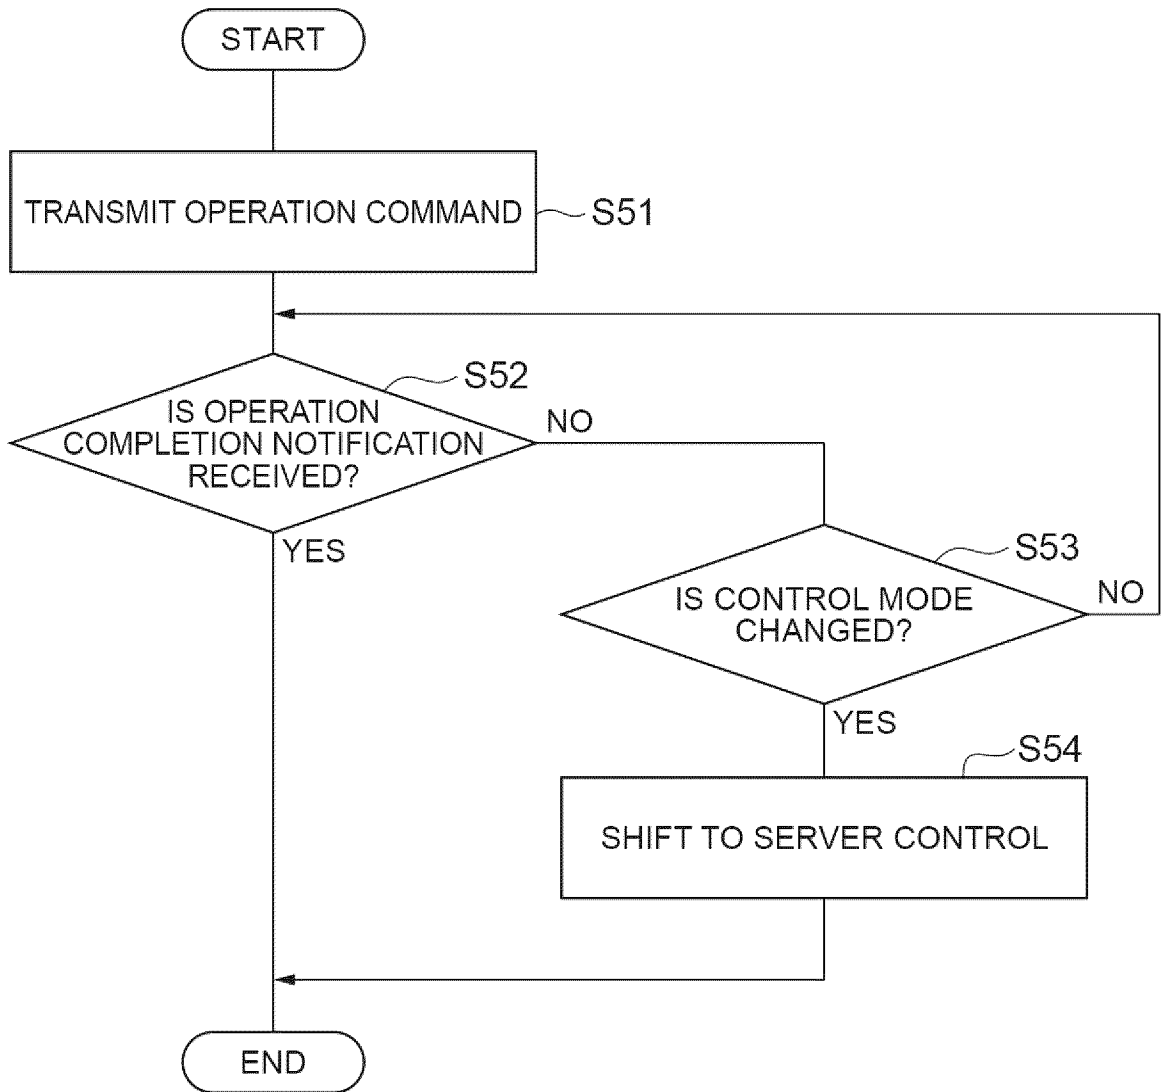 START
TRANSMIT OPERATION COMMAND
S51
S52
IS OPERATION
COMPLETION NOTIFICATION
RECEIVED?
NO
YES
S53
IS CONTROL MODE
CHANGED?
NO
YES
S54
SHIFT TO SERVER CONTROL
END